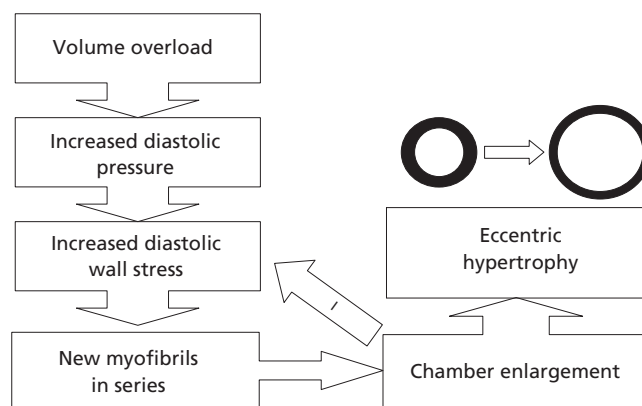 Volume overload
Increased diastolic
pressure
Increased diastolic
wall stress
New myofibrils
in series
–
Chamber enlargement
Eccentric
hypertrophy